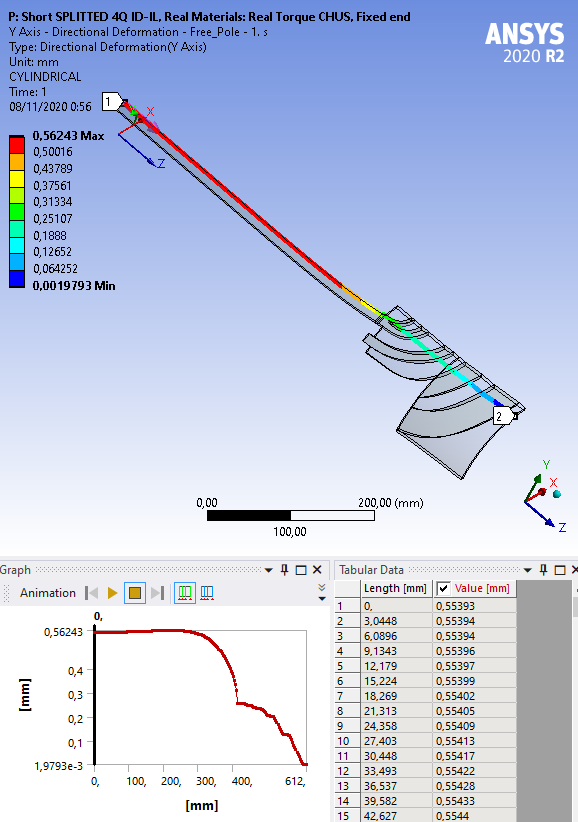 P: Short SPLITTED 4Q ID-IL, Real Materials: Real Torque CHUS, Fixed end
Y Axis - Directional Deformation - Free_Pole - 1. s
Type: Directional Deformation(Y Axis)
Unit: mm
CYLINDRICAL
Time: 1
08/11/2020 0:56
ANSYS
2020 R2
0,56243 Max
0,50016
0,43789
0,37561
0,31334
0,25107
0,1888
0,12652
0,064252
0,0019793 Min
1
X
Z
2
0,00
200,00 (mm)
100,00
Y
X
Z
Graph
Animation
0,
0,56243
0,4
0,3
0,2
0,1
1,9793e-3
[mm]
0,
100,
200,
300,
400,
612,
[mm]
Tabular Data
Length [mm] Value [mm]
1 0, 0,55393
2 3,0448 0,55394
3 6,0896 0,55394
4 9,1343 0,55396
5 12,179 0,55397
6 15,224 0,55399
7 18,269 0,55402
8 21,313 0,55405
9 24,358 0,55409
10 27,403 0,55413
11 30,448 0,55417
12 33,493 0,55422
13 36,537 0,55428
14 39,582 0,55433
15 42,627 0,5544